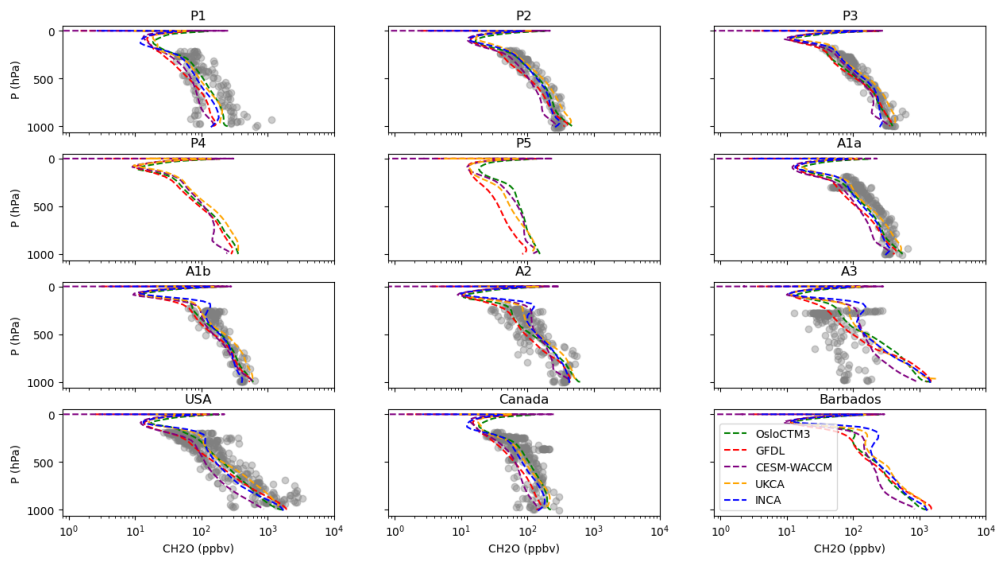 P1
P2
P3
P (hPa)
0
500
1000
P4
P5
A1a
P (hPa)
0
500
1000
A1b
A2
A3
P (hPa)
0
500
1000
USA
Canada
Barbados
P (hPa)
0
500
1000
OsloCTM3
GFDL
CESM-WACCM
UKCA
INCA
10⁰ 10¹ 10² 10³ 10⁴
10⁰ 10¹ 10² 10³ 10⁴
10⁰ 10¹ 10² 10³ 10⁴
CH2O (ppbv)
CH2O (ppbv)
CH2O (ppbv)